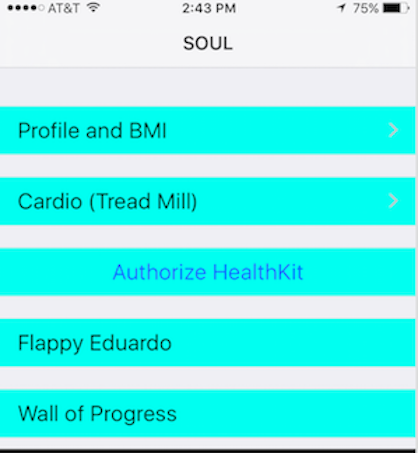 AT&T 2:43 PM 75%
SOUL
Profile and BMI
Cardio (Tread Mill)
Authorize HealthKit
Flappy Eduardo
Wall of Progress